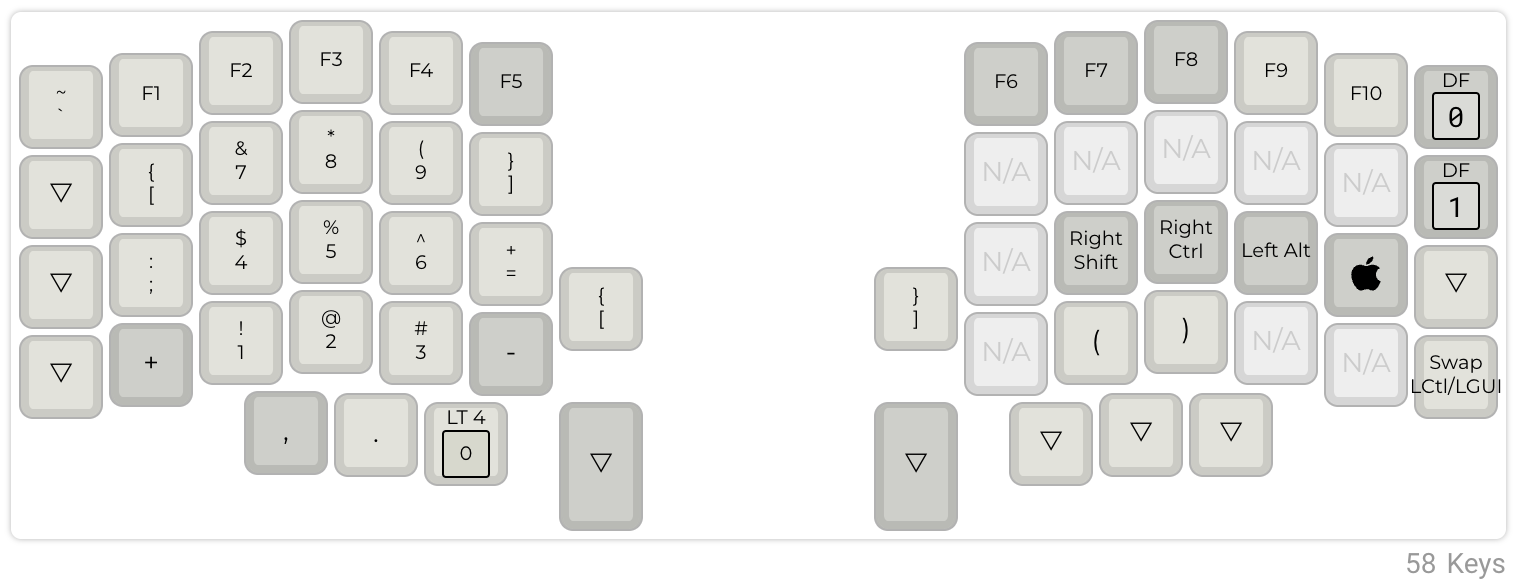 ~
`
F1
F2
F3
F4
F5
F6
F7
F8
F9
F10
DF
0
▽
{
[
&
7
*
8
(
9
}
]
N/A
N/A
N/A
N/A
N/A
DF
1
▽
:
;
$
4
%
5
^
6
+
=
{
[
}
]
N/A
Right
Shift
Right
Ctrl
Left Alt
▽
▽
+
!
1
@
2
#
3
-
N/A
(
)
N/A
N/A
Swap
LCtl/LGUI
,
.
LT 4
0
▽
▽
▽
▽
▽
58 Keys